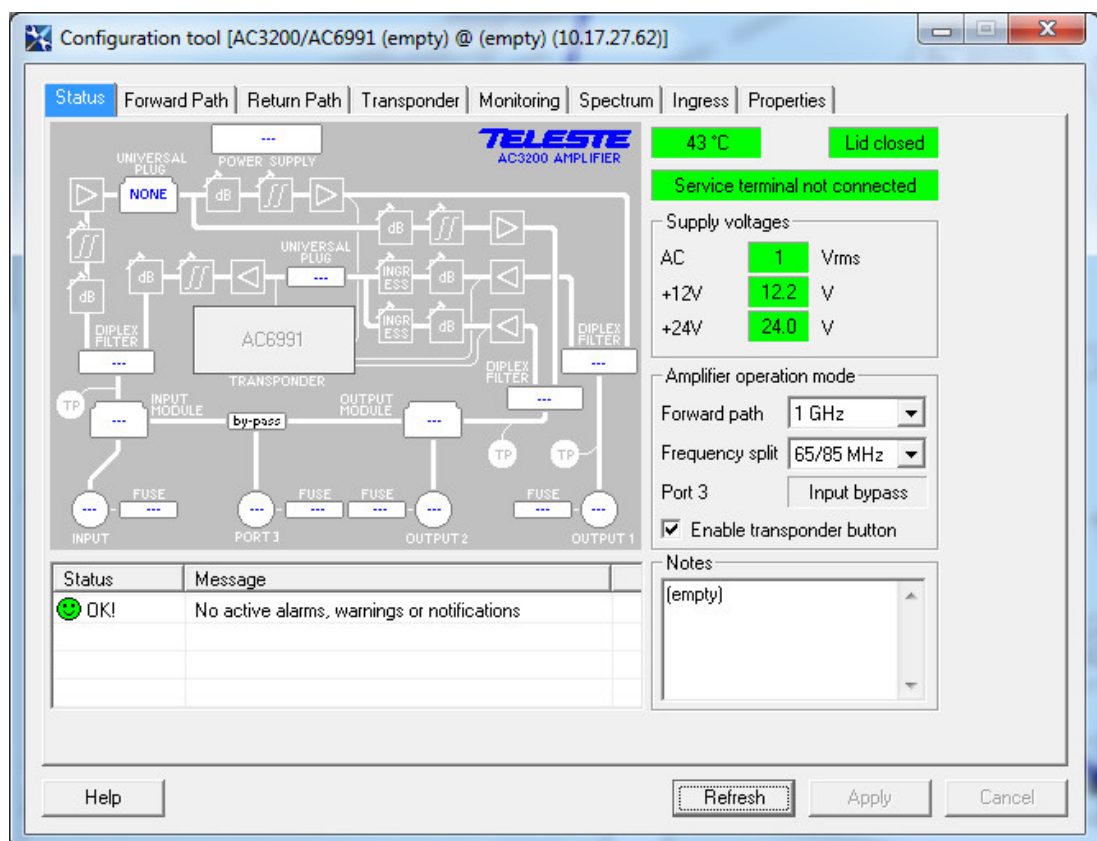 Configuration tool [AC3200/AC6991 (empty) @ (empty) (10.17.27.62)]
Status Forward Path Return Path Transponder Monitoring Spectrum Ingress Properties
---
TELESTE
AC3200 AMPLIFIER
UNIVERSAL
PLUG
POWER SUPPLY
NONE
dB
dB
UNIVERSAL
PLUG
dB
---
INGR
ESS
dB
dB
INGR
ESS
dB
DIPLEX
FILTER
---
AC6991
TRANSPONDER
DIPLEX
FILTER
---
DIPLEX
FILTER
---
TP
INPUT
MODULE
---
by-pass
OUTPUT
MODULE
---
TP
TP
FUSE
FUSE
FUSE
FUSE
--- --- --- --- --- --- --- ---
INPUT
PORT 3
OUTPUT 2
OUTPUT 1
43 °C
Lid closed
Service terminal not connected
Supply voltages
AC 1 Vrms
+12V 12.2 V
+24V 24.0 V
Amplifier operation mode
Forward path 1 GHz
Frequency split 65/85 MHz
Port 3 Input bypass
Enable transponder button
Notes
(empty)
Status Message
OK! No active alarms, warnings or notifications
Help
Refresh
Apply
Cancel